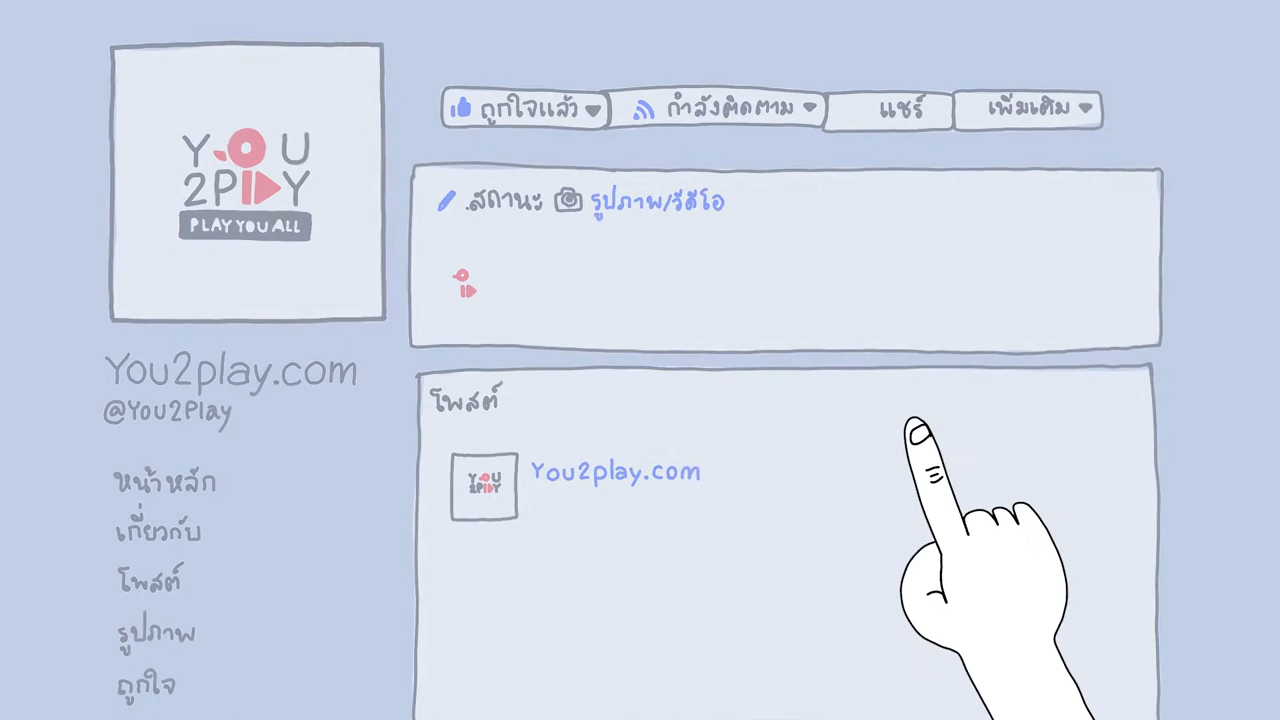 YOU
2PLAY
PLAY YOU ALL
ถูกใจแล้ว กำลังติดตาม แชร์ เพิ่มเติม
.สถานะ รูปภาพ/วีดีโอ
You2play.com
@You2Play
หน้าหลัก
เกี่ยวกับ
โพสต์
รูปภาพ
ถูกใจ
โพสต์
YOU
2PLAY
You2play.com